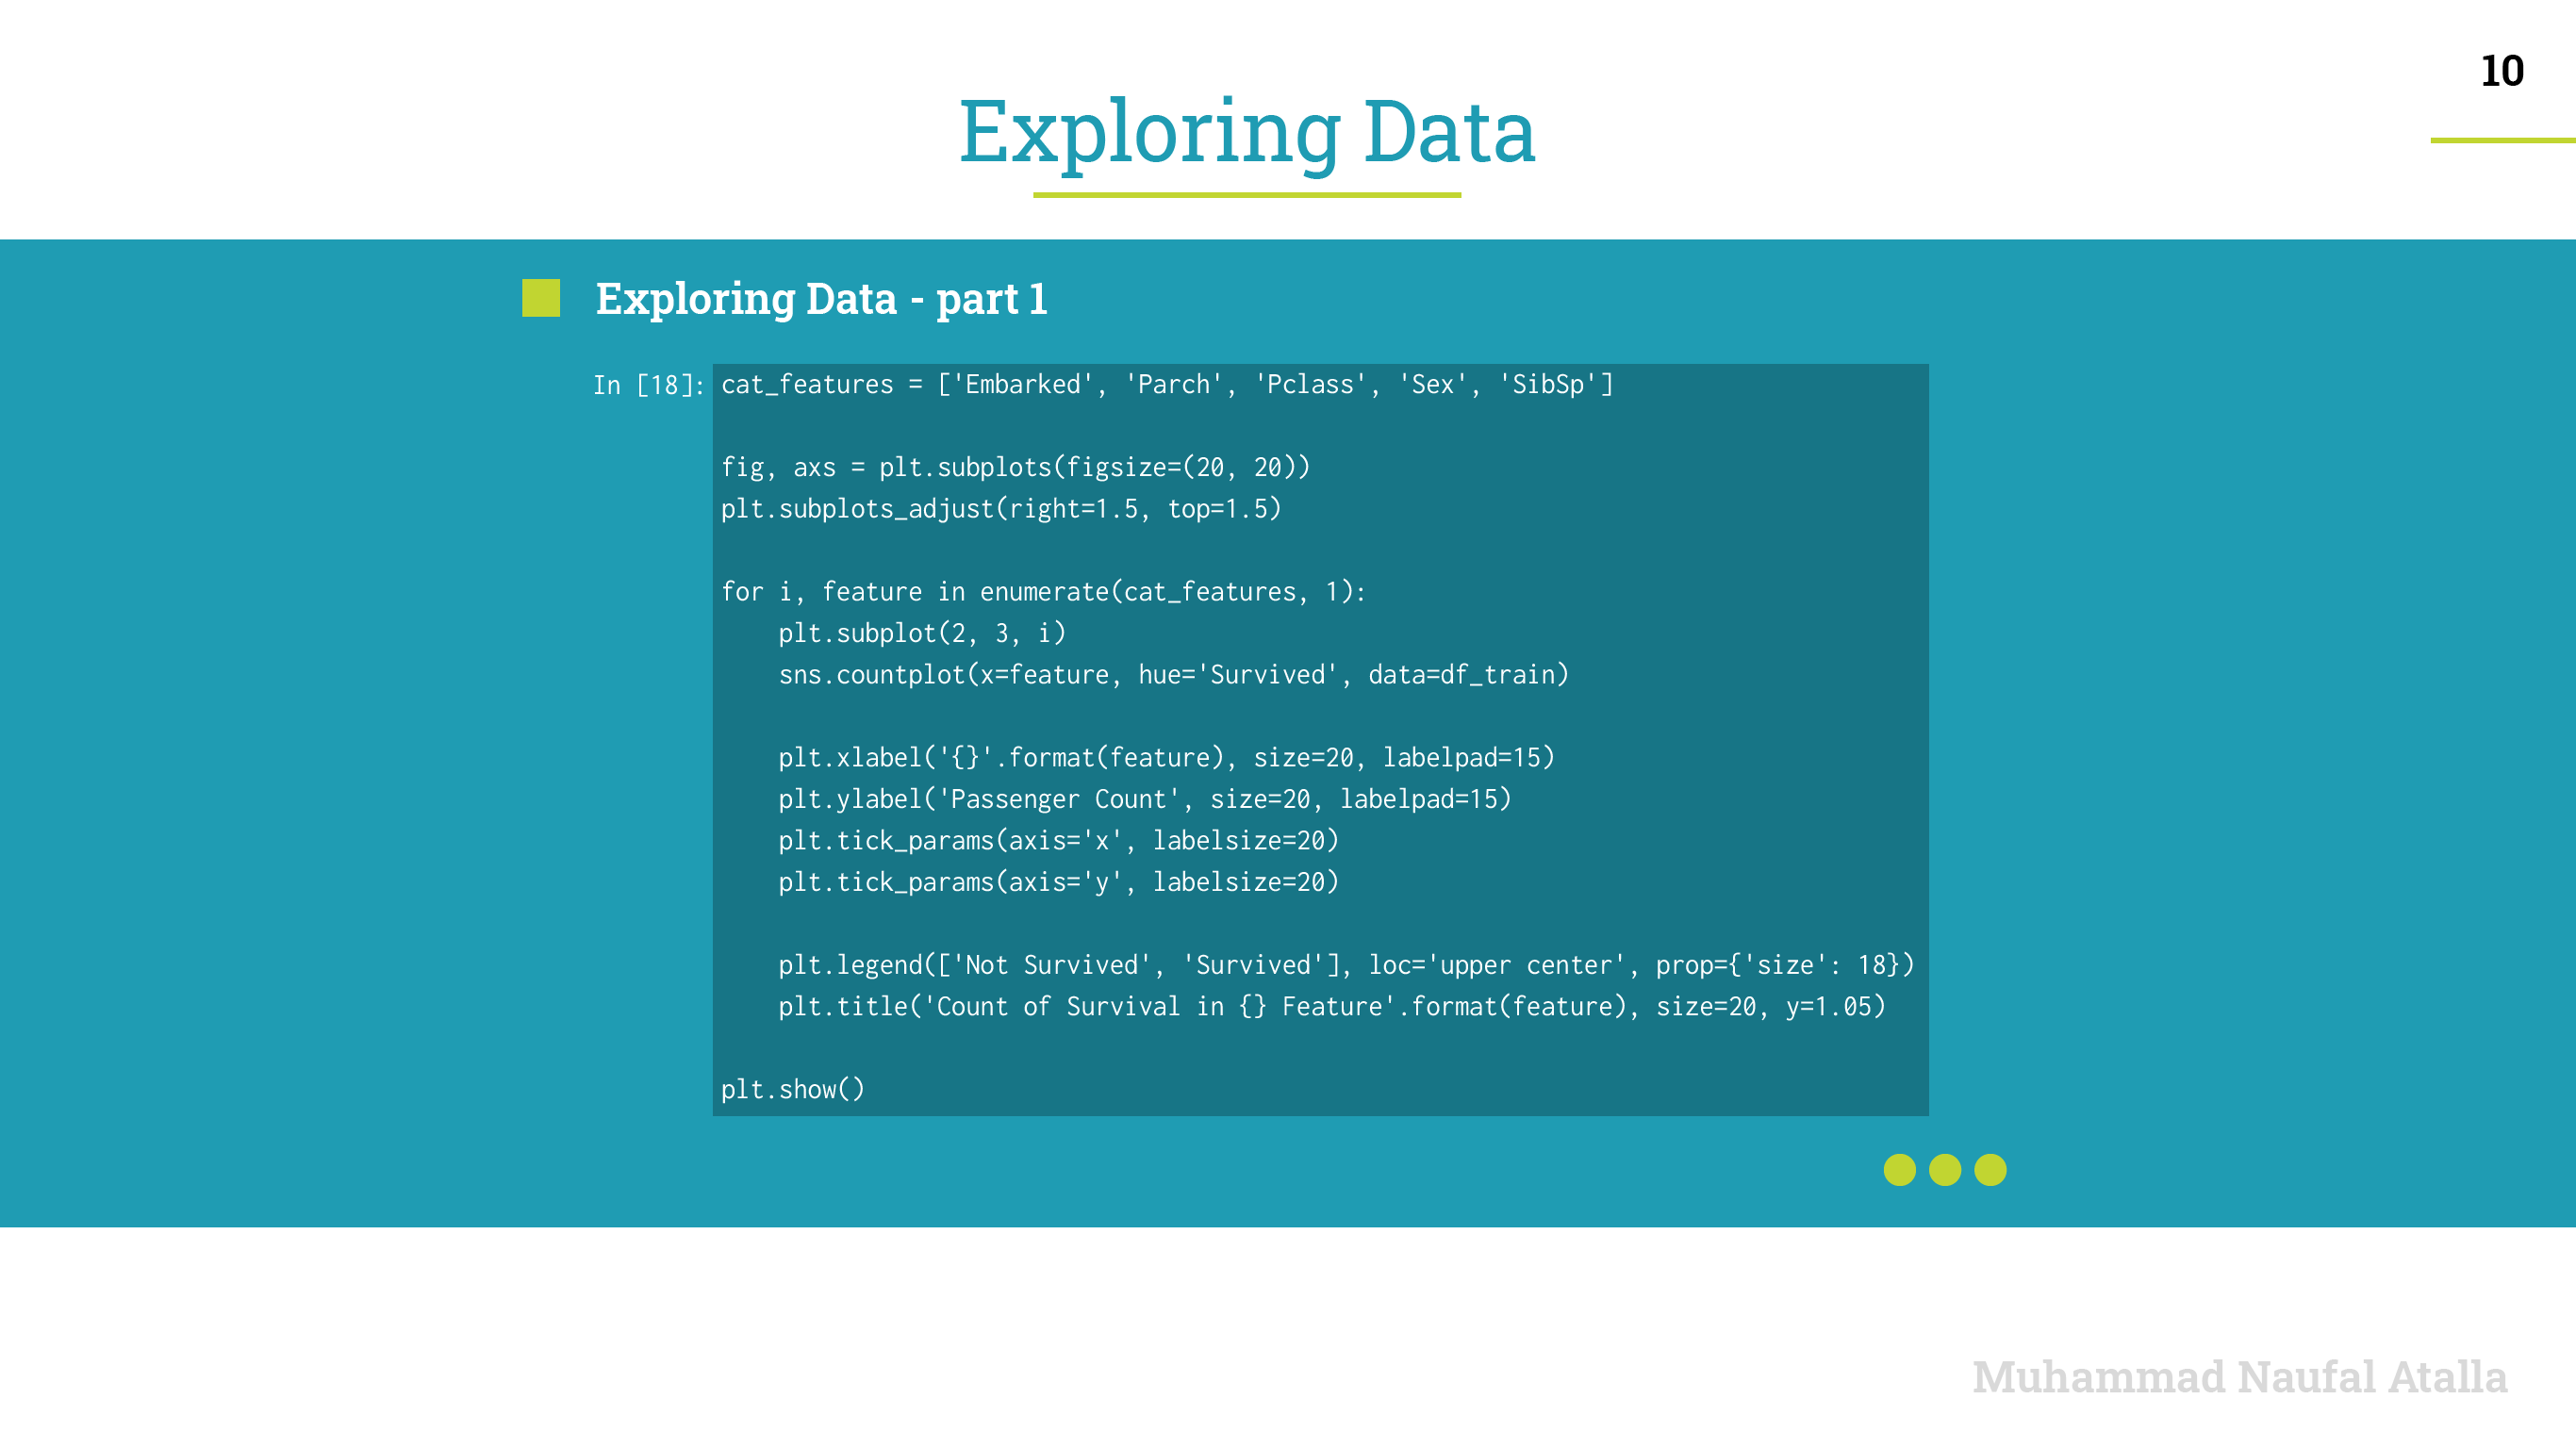 10
Exploring Data
Exploring Data - part 1
In [18]: cat_features = ['Embarked', 'Parch', 'Pclass', 'Sex', 'SibSp']
fig, axs = plt.subplots(figsize=(20, 20))
plt.subplots_adjust(right=1.5, top=1.5)
for i, feature in enumerate(cat_features, 1):
    plt.subplot(2, 3, i)
    sns.countplot(x=feature, hue='Survived', data=df_train)
    plt.xlabel('{}'.format(feature), size=20, labelpad=15)
    plt.ylabel('Passenger Count', size=20, labelpad=15)
    plt.tick_params(axis='x', labelsize=20)
    plt.tick_params(axis='y', labelsize=20)
    plt.legend(['Not Survived', 'Survived'], loc='upper center', prop={'size': 18})
    plt.title('Count of Survival in {} Feature'.format(feature), size=20, y=1.05)
plt.show()
Muhammad Naufal Atalla